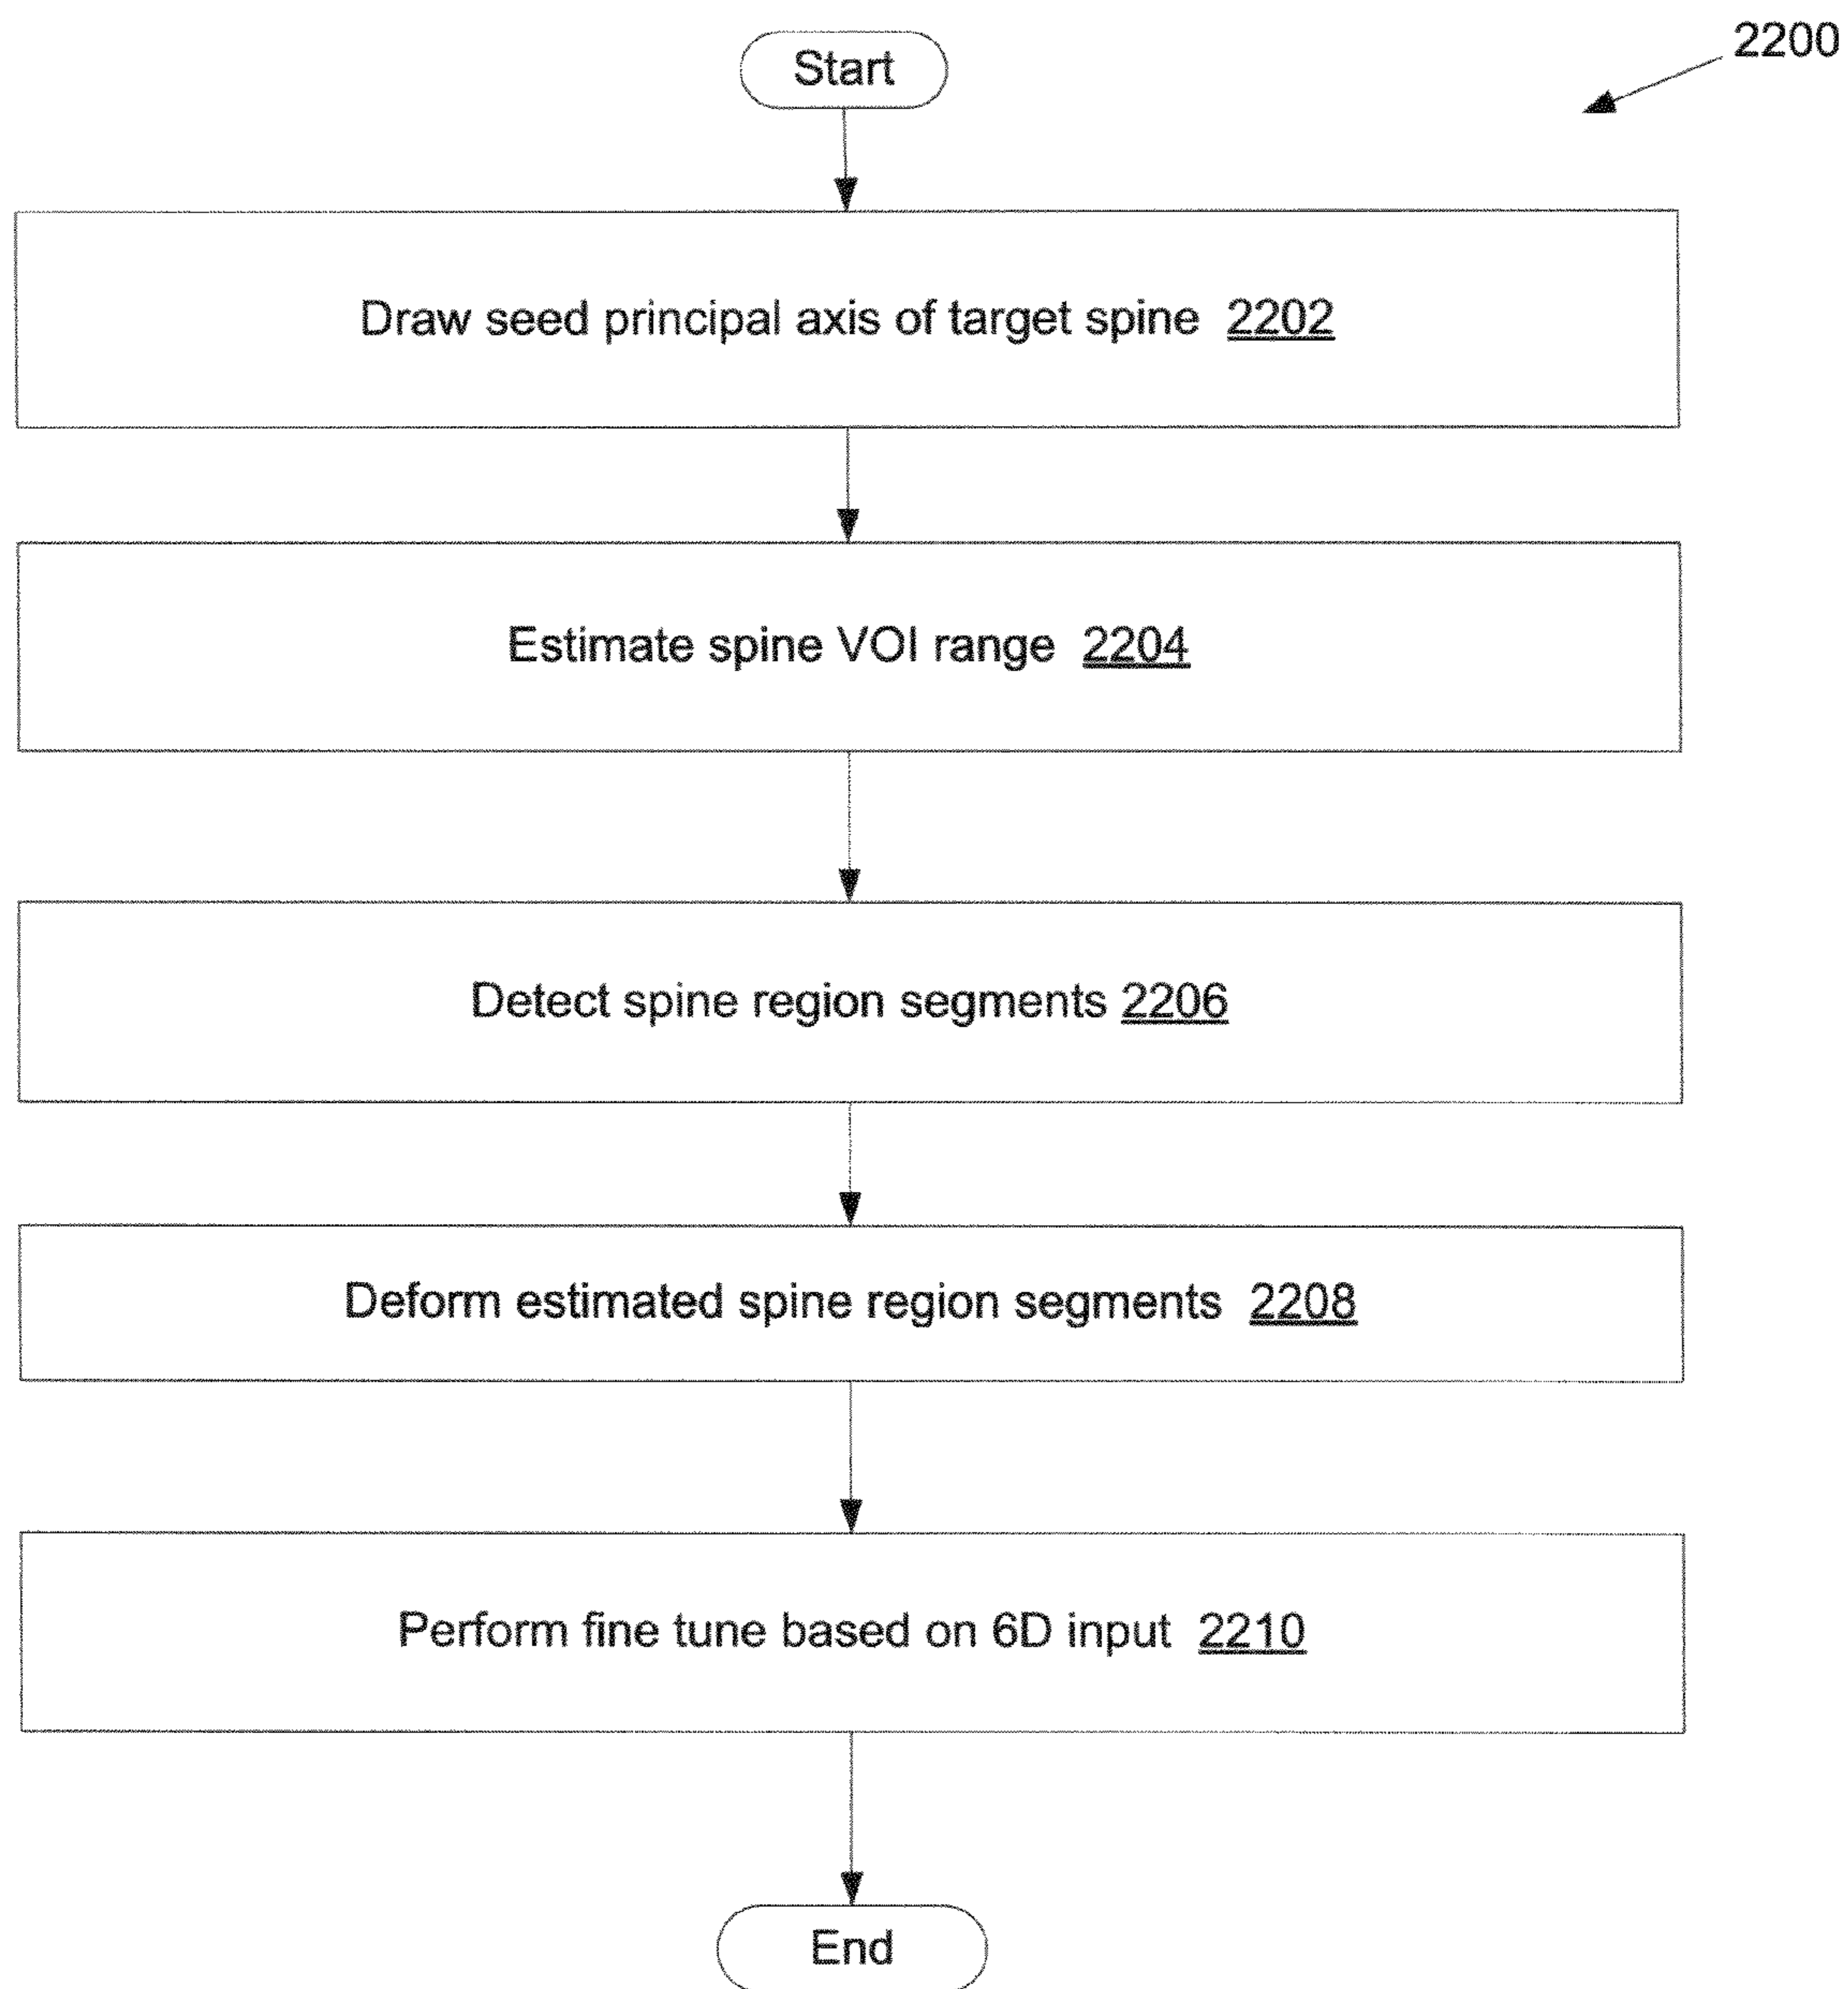 2200
Start
Draw seed principal axis of target spine 2202
Estimate spine VOI range 2204
Detect spine region segments 2206
Deform estimated spine region segments 2208
Perform fine tune based on 6D input 2210
End